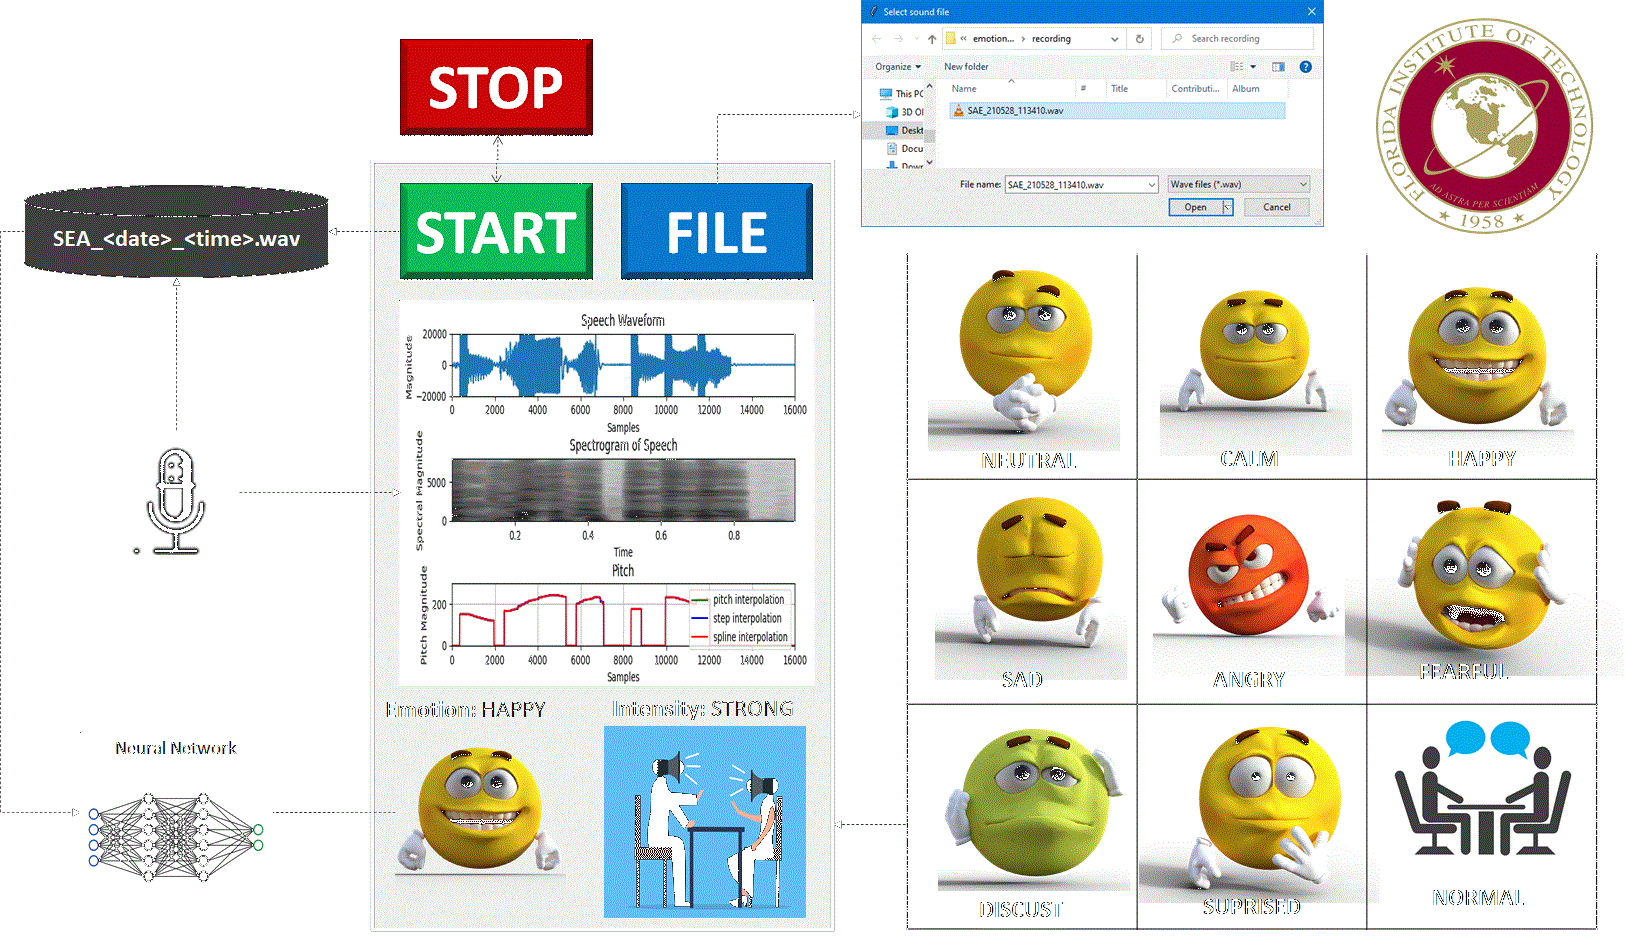 STOP
START
FILE
SEA_<date>_<time>.wav
Select sound file
« emotion... > recording
Search recording
Organize
New folder
Name # Title Contributi... Album
This PC
3D Ol
Deskt
Docu
Down
SAE_210528_113410.wav
File name: SAE_210528_113410.wav Wave files (*.wav)
Open Cancel
FLORIDA INSTITUTE OF TECHNOLOGY
AD ASTRA PER SCIENTIAM
1958
Speech Waveform
Magnitude
20000
0
−20000
0 2000 4000 6000 8000 10000 12000 14000 16000
Samples
Spectrogram of Speech
Spectral Magnitude
5000
0
0.2 0.4 0.6 0.8
Time
Pitch
Pitch Magnitude
200
0
pitch interpolation
step interpolation
spline interpolation
0 2000 4000 6000 8000 10000 12000 14000 16000
Samples
Emotion: HAPPY
Intensity: STRONG
Neural Network
NEUTRAL
CALM
HAPPY
SAD
ANGRY
FEARFUL
DISCUST
SUPRISED
NORMAL